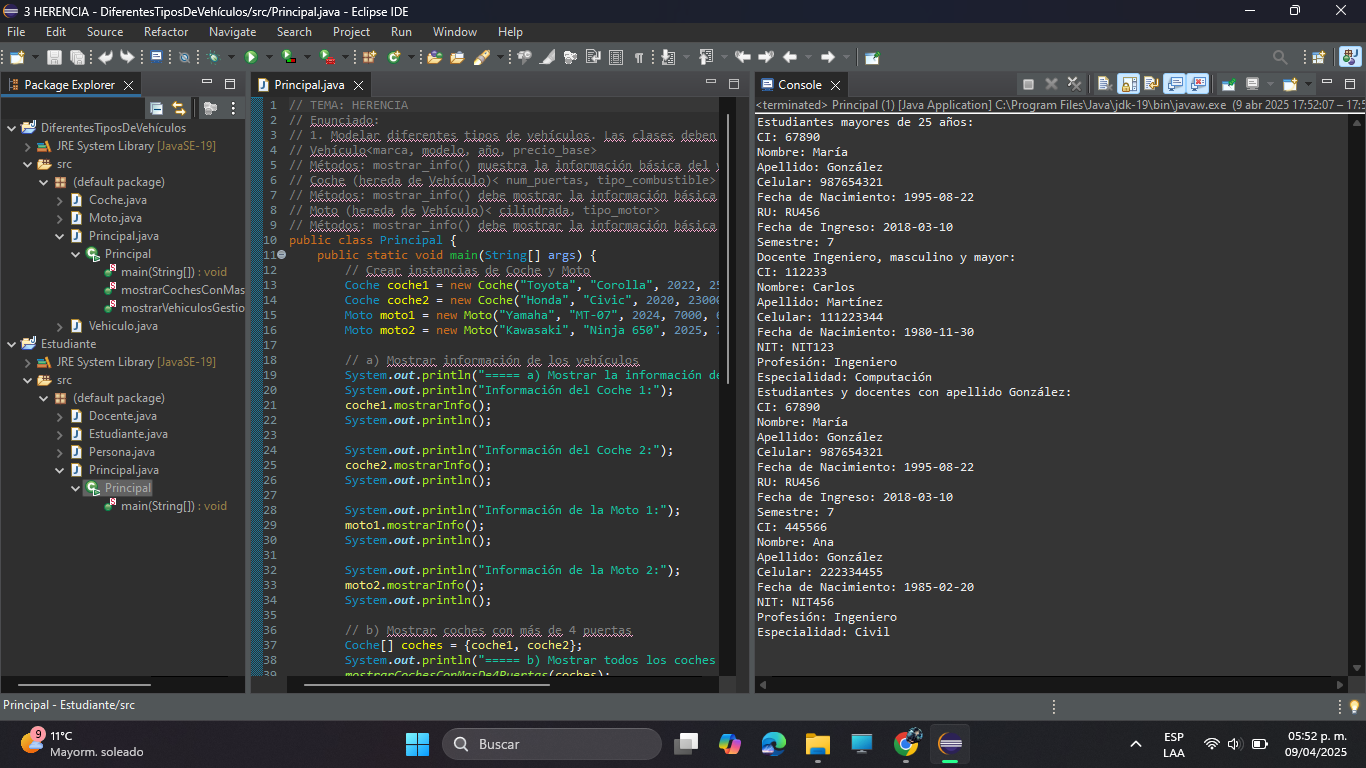 3 HERENCIA - DiferentesTiposDeVehículos/src/Principal.java - Eclipse IDE
File Edit Source Refactor Navigate Search Project Run Window Help
Package Explorer
DiferentesTiposDeVehículos
JRE System Library [JavaSE-19]
src
(default package)
Coche.java
Moto.java
Principal.java
Principal
main(String[]) : void
mostrarCochesConMas
mostrarVehiculosGestio
Vehiculo.java
Estudiante
JRE System Library [JavaSE-19]
src
(default package)
Docente.java
Estudiante.java
Persona.java
Principal.java
Principal
main(String[]) : void
Principal.java
1 // TEMA: HERENCIA
2 // Enunciado:
3 // 1. Modelar diferentes tipos de vehículos. Las clases deben
4 // Vehículo<marca, modelo, año, precio_base>
5 // Métodos: mostrar_info() muestra la información básica del
6 // Coche (hereda de Vehículo)< num_puertas, tipo_combustible>
7 // Métodos: mostrar_info() debe mostrar la información básica
8 // Moto (hereda de Vehículo)< cilindrada, tipo_motor>
9 // Métodos: mostrar_info() debe mostrar la información básica
10 public class Principal {
11 public static void main(String[] args) {
12 // Crear instancias de Coche y Moto
13 Coche coche1 = new Coche("Toyota", "Corolla", 2022, 25
14 Coche coche2 = new Coche("Honda", "Civic", 2020, 23000
15 Moto moto1 = new Moto("Yamaha", "MT-07", 2024, 7000, 6
16 Moto moto2 = new Moto("Kawasaki", "Ninja 650", 2025, 7
17
18 // a) Mostrar información de los vehículos
19 System.out.println("===== a) Mostrar la información de
20 System.out.println("Información del Coche 1:");
21 coche1.mostrarInfo();
22 System.out.println();
23
24 System.out.println("Información del Coche 2:");
25 coche2.mostrarInfo();
26 System.out.println();
27
28 System.out.println("Información de la Moto 1:");
29 moto1.mostrarInfo();
30 System.out.println();
31
32 System.out.println("Información de la Moto 2:");
33 moto2.mostrarInfo();
34 System.out.println();
35
36 // b) Mostrar coches con más de 4 puertas
37 Coche[] coches = {coche1, coche2};
38 System.out.println("===== b) Mostrar todos los coches
39 mostrarCochesConMasDe4Puertas(coches);
Console
<terminated> Principal (1) [Java Application] C:\Program Files\Java\jdk-19\bin\javaw.exe (9 abr 2025 17:52:07 – 17:5
Estudiantes mayores de 25 años:
CI: 67890
Nombre: María
Apellido: González
Celular: 987654321
Fecha de Nacimiento: 1995-08-22
RU: RU456
Fecha de Ingreso: 2018-03-10
Semestre: 7
Docente Ingeniero, masculino y mayor:
CI: 112233
Nombre: Carlos
Apellido: Martínez
Celular: 111223344
Fecha de Nacimiento: 1980-11-30
NIT: NIT123
Profesión: Ingeniero
Especialidad: Computación
Estudiantes y docentes con apellido González:
CI: 67890
Nombre: María
Apellido: González
Celular: 987654321
Fecha de Nacimiento: 1995-08-22
RU: RU456
Fecha de Ingreso: 2018-03-10
Semestre: 7
CI: 445566
Nombre: Ana
Apellido: González
Celular: 222334455
Fecha de Nacimiento: 1985-02-20
NIT: NIT456
Profesión: Ingeniero
Especialidad: Civil
Principal - Estudiante/src
9
11°C
Mayorm. soleado
Buscar
ESP
LAA
05:52 p. m.
09/04/2025